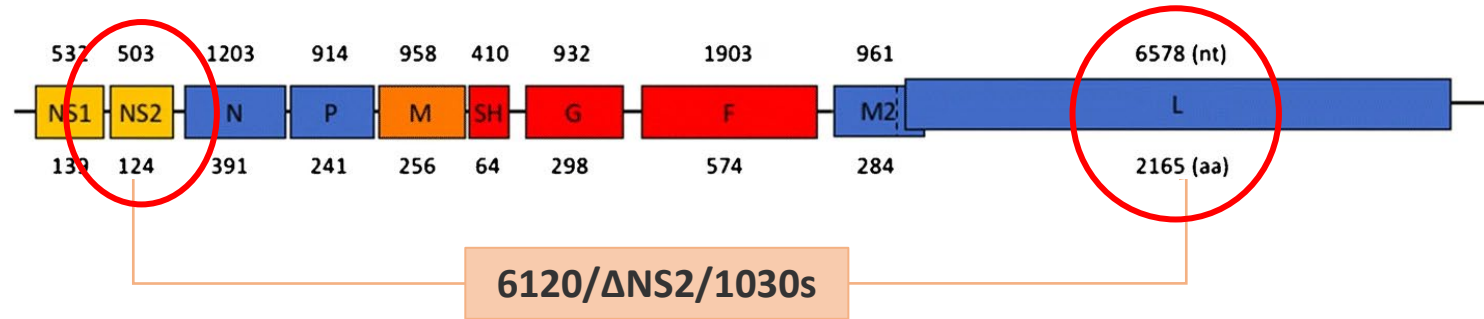 532 503 1203 914 958 410 932 1903 961 6578 (nt)
NS1 NS2 N P M SH G F M2 L
139 124 391 241 256 64 298 574 284 2165 (aa)
6120/ΔNS2/1030s